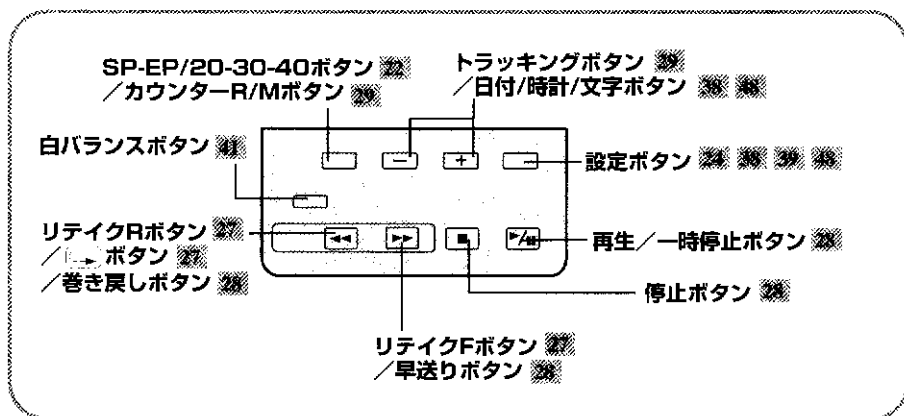 SP-EP/20-30-40ボタン 22
／カウンターR/Mボタン 29
トラッキングボタン 29
／日付/時計/文字ボタン 38 48
白バランスボタン 41
設定ボタン 24 38 39 48
リテイクRボタン 27
／ ボタン 27
／巻き戻しボタン 28
再生／一時停止ボタン 28
停止ボタン 28
リテイクFボタン 27
／早送りボタン 28